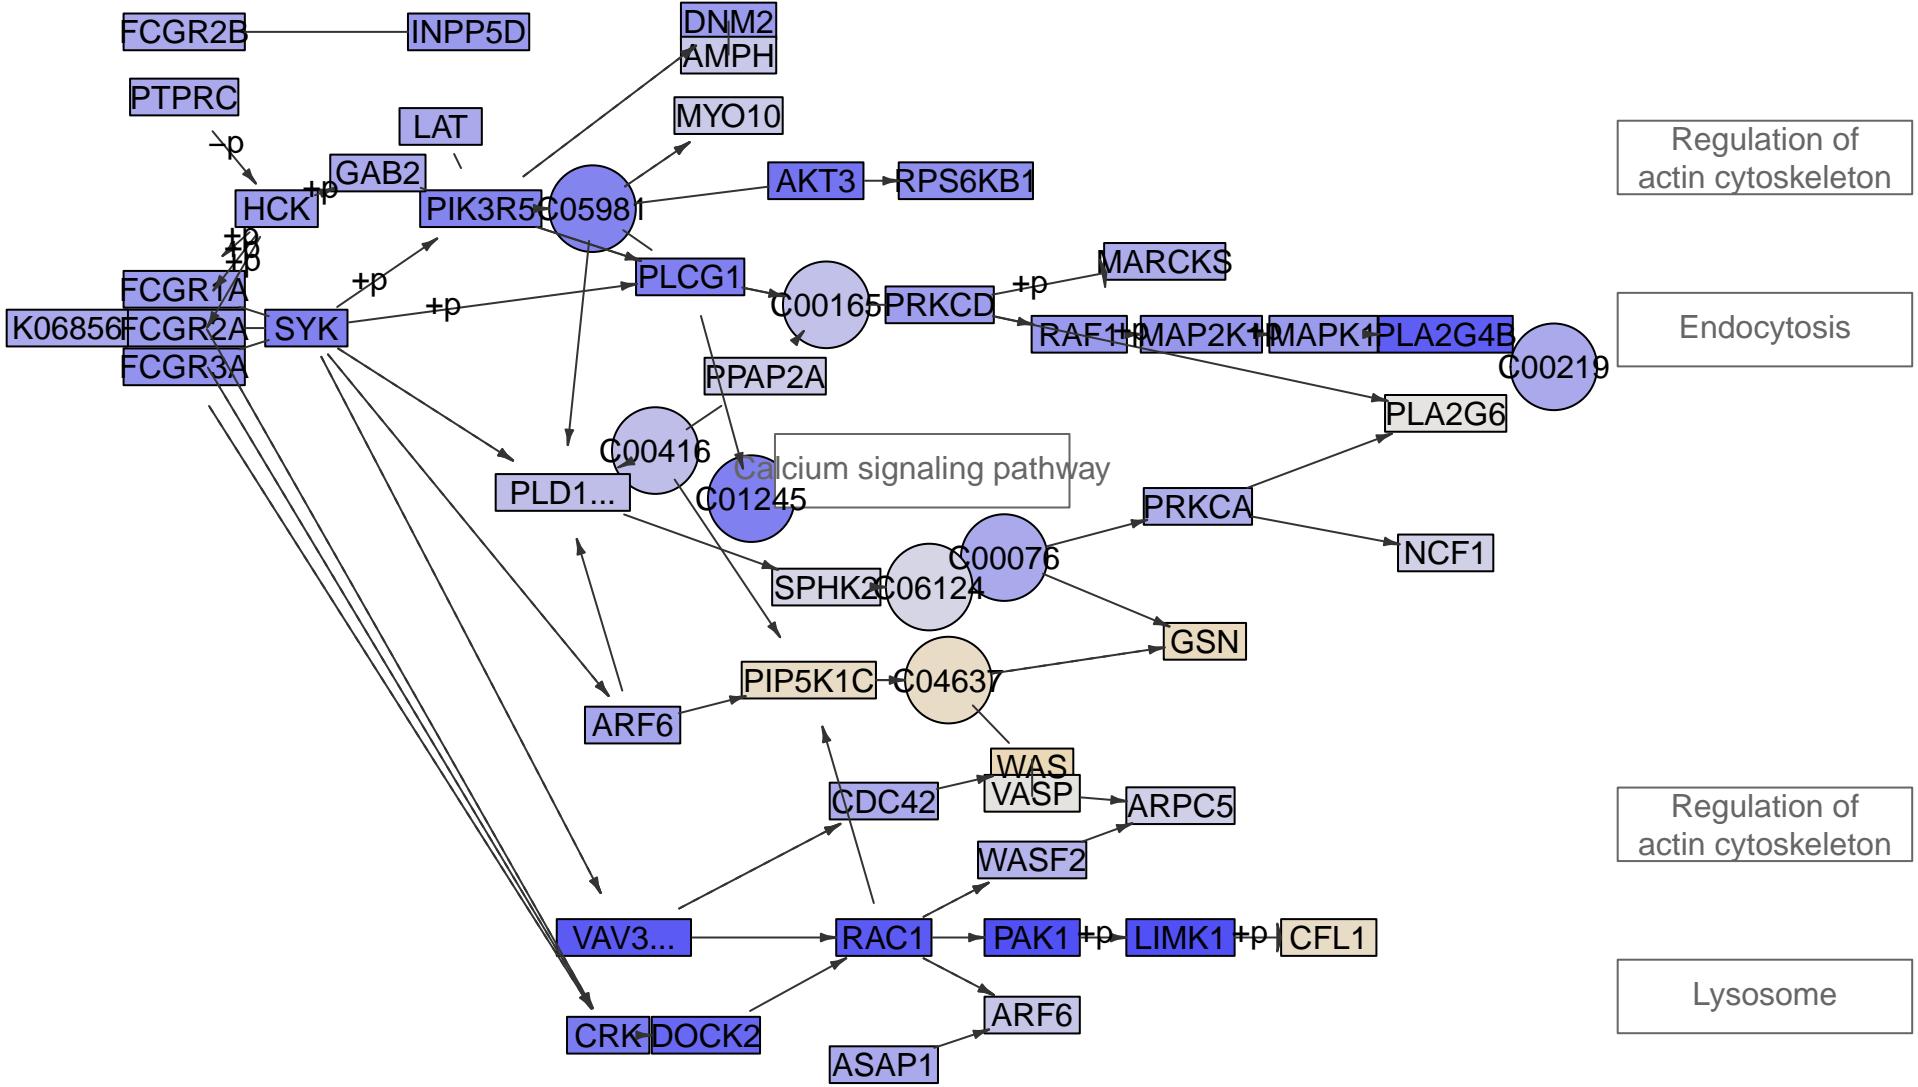 FCGR2B
INPP5D
DNM2
AMPH
PTPRC
MYO10
LAT
−p
GAB2
+p
HCK
PIK3R5
C05981
AKT3
RPS6KB1
Regulation of
actin cytoskeleton
+p
+p
+p
FCGR1A
+p
PLCG1
C00165
PRKCD
+p
MARCKS
K06856
FCGR2A
SYK
+p
RAF1
+p
MAP2K1
+p
MAPK1
PLA2G4B
Endocytosis
FCGR3A
PPAP2A
C00219
PLA2G6
C00416
Calcium signaling pathway
PLD1...
C01245
PRKCA
NCF1
C00076
SPHK2
C06124
GSN
PIP5K1C
C04637
ARF6
WAS
VASP
CDC42
ARPC5
Regulation of
actin cytoskeleton
WASF2
VAV3...
RAC1
PAK1
+p
LIMK1
+p
CFL1
Lysosome
ARF6
CRK
DOCK2
ASAP1